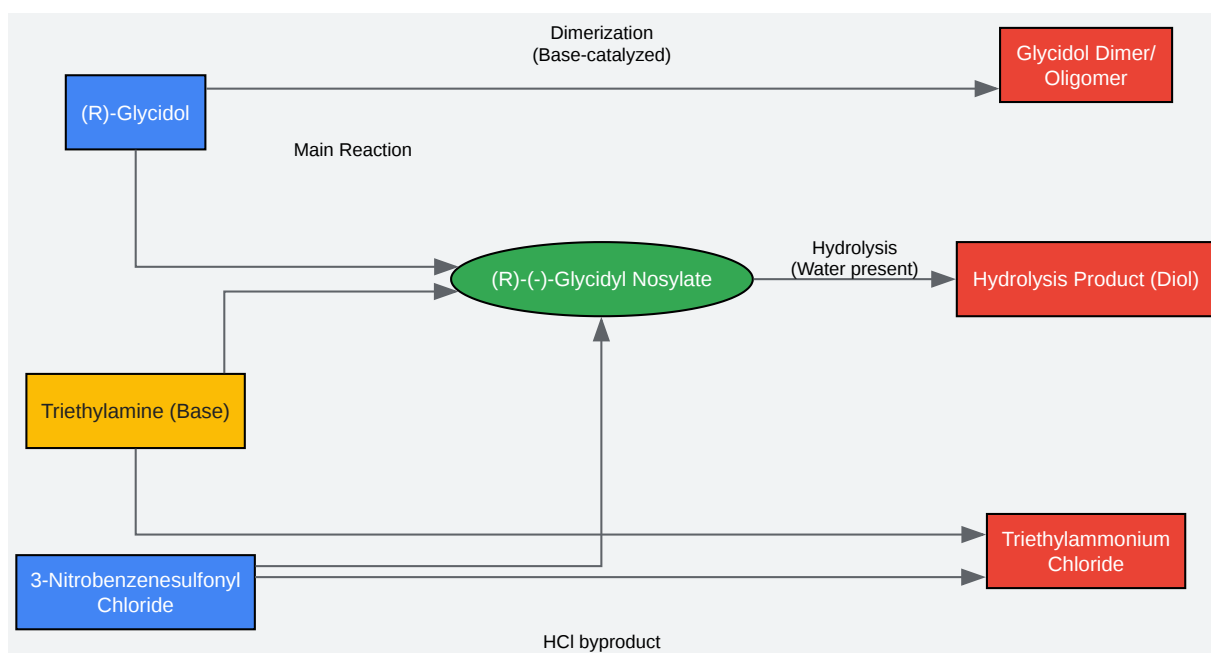 Dimerization
(Base-catalyzed)
Glycidol Dimer/
Oligomer
(R)-Glycidol
Main Reaction
(R)-(-)-Glycidyl Nosylate
Hydrolysis
(Water present)
Hydrolysis Product (Diol)
Triethylamine (Base)
3-Nitrobenzenesulfonyl
Chloride
Triethylammonium
Chloride
HCl byproduct